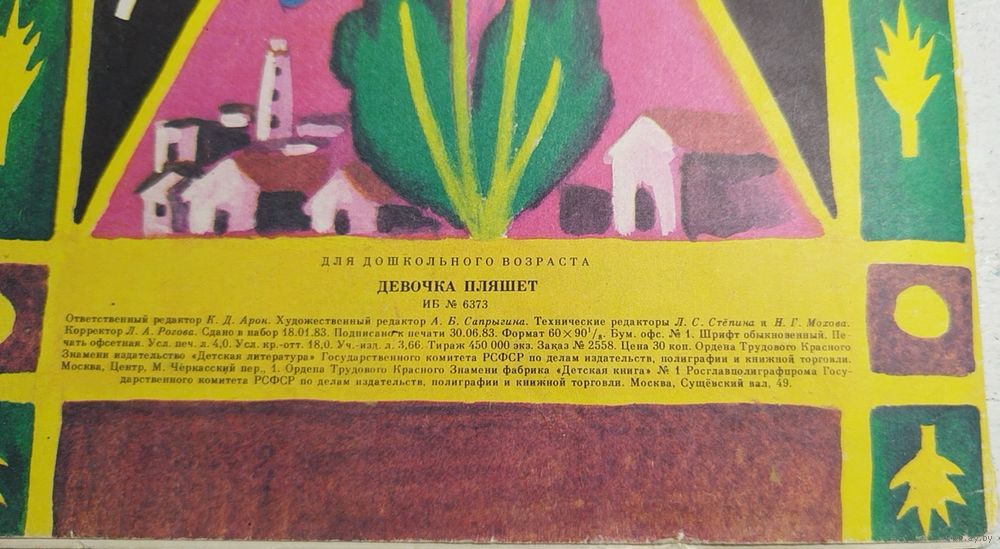 ДЛЯ ДОШКОЛЬНОГО ВОЗРАСТА
ДЕВОЧКА ПЛЯШЕТ
ИБ № 6373
Ответственный редактор К. Д. Арон. Художественный редактор А. Б. Сапрыгина. Технические редакторы Л. С. Стёпина и Н. Г. Мохова.
Корректор Л. А. Рогова. Сдано в набор 18.01.83. Подписано к печати 30.06.83. Формат 60×90¹/₈. Бум. офс. № 1. Шрифт обыкновенный. Пе-
чать офсетная. Усл. печ. л. 4,0. Усл. кр.-отт. 18,0. Уч.-изд. л. 3,66. Тираж 450 000 экз. Заказ № 2558. Цена 30 коп. Ордена Трудового Красного
Знамени издательство «Детская литература» Государственного комитета РСФСР по делам издательств, полиграфии и книжной торговли.
Москва, Центр, М. Черкасский пер., 1. Ордена Трудового Красного Знамени фабрика «Детская книга» № 1 Росглавполиграфпрома Госу-
дарственного комитета РСФСР по делам издательств, полиграфии и книжной торговли. Москва, Сущёвский вал, 49.